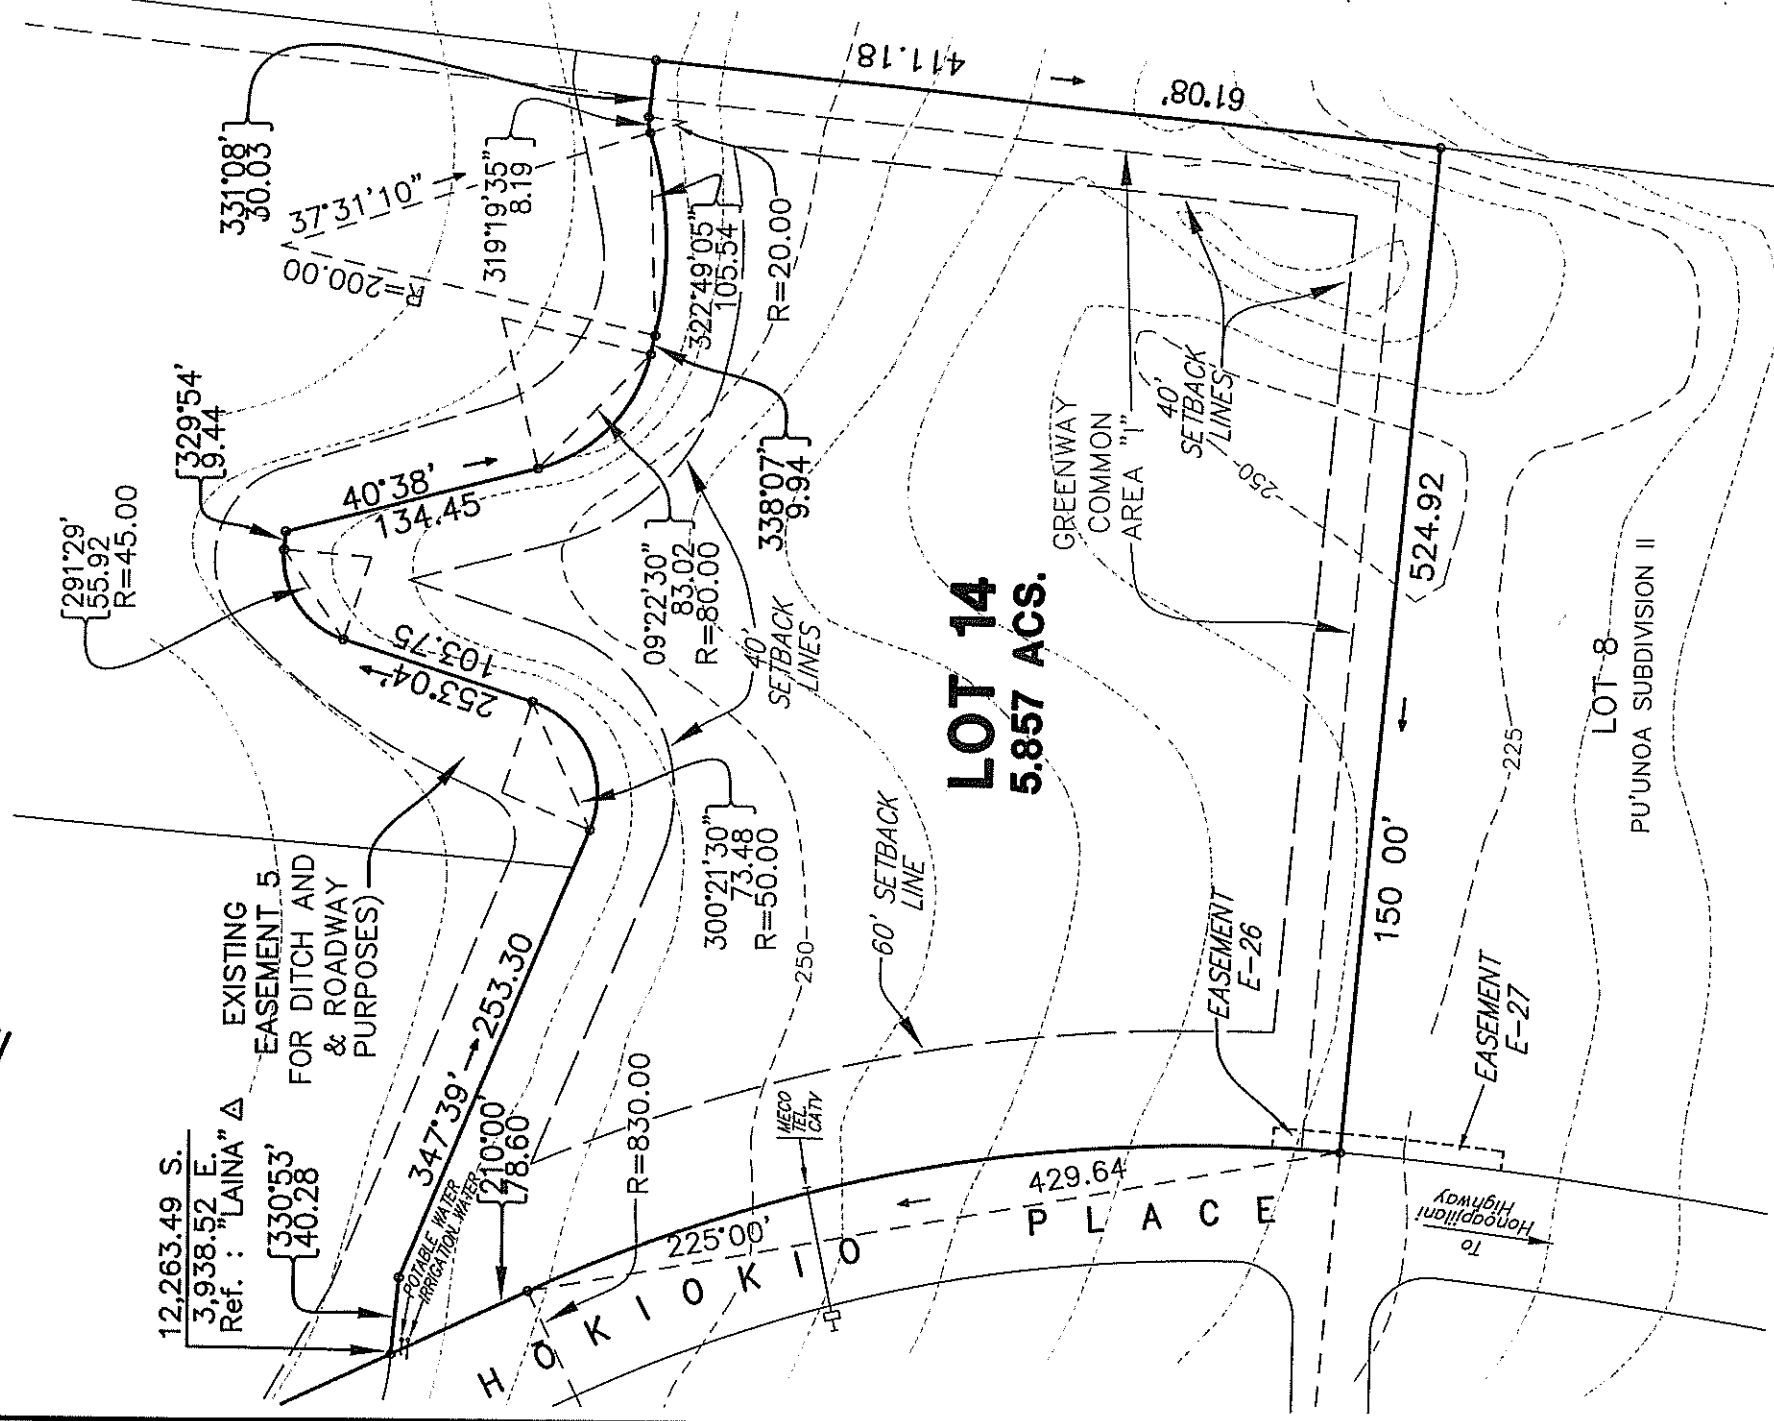 12,263.49 S.
3,938.52 E.
Ref. : "LAINA" Δ
330°53'
40.28
POTABLE WATER
IRRIGATION WATER
347°39' → 253.30
210°00'
78.60
EXISTING
EASEMENT 5
FOR DITCH AND
& ROADWAY
PURPOSES)
291°29'
55.92
R=45.00
329°54'
9.44
253°04'
103.75
40°38'
134.45
331°08'
30.03
37°31'10"
R=200.00
319°19'35"
8.19
322°49'05"
105.54
R=20.00
338°07'
9.94
09°22'30"
83.02
R=80.00
40'
SETBACK
LINES
300°21'30"
73.48
R=50.00
250
60' SETBACK
LINE
R=830.00
MECO
TEL
CATV
225°00'
429.64
HŌKIOKIO PLACE
To
Honoapiilani
Highway
LOT 14
5.857 ACS.
411.18
61°08'
GREENWAY
COMMON
AREA "1"
40'
SETBACK
LINES
250
524.92
150 00'
EASEMENT
E-26
EASEMENT
E-27
225
LOT 8
PU'UNOA SUBDIVISION II